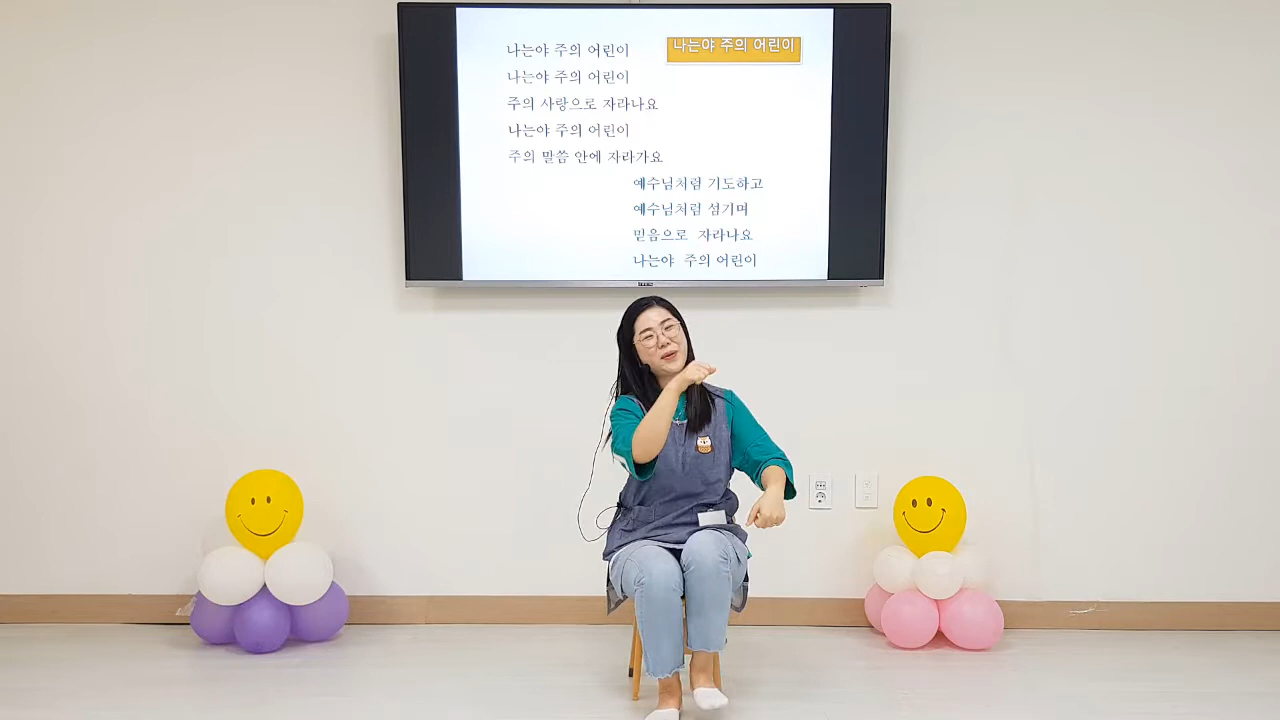 나는야 주의 어린이
나는야 주의 어린이
나는야 주의 어린이
주의 사랑으로 자라나요
나는야 주의 어린이
주의 말씀 안에 자라가요
예수님처럼 기도하고
예수님처럼 섬기며
믿음으로 자라나요
나는야 주의 어린이